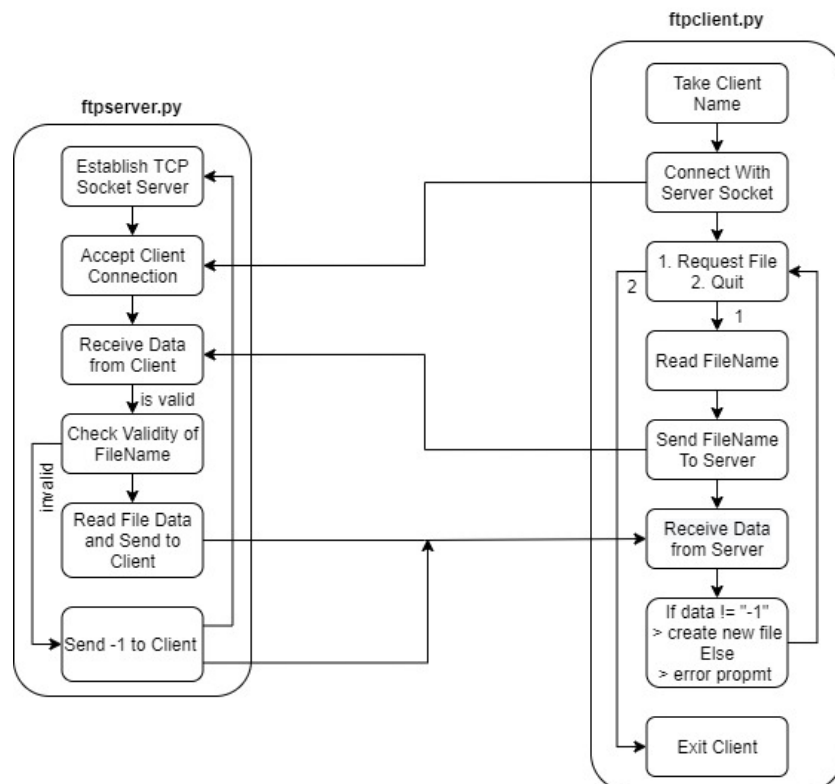 ftpserver.py
Establish TCP
Socket Server
Accept Client
Connection
Receive Data
from Client
is valid
Check Validity of
FileName
invalid
Read File Data
and Send to
Client
Send -1 to Client
ftpclient.py
Take Client
Name
Connect With
Server Socket
1. Request File
2. Quit
2
1
Read FileName
Send FileName
To Server
Receive Data
from Server
If data != "-1"
> create new file
Else
> error propmt
Exit Client